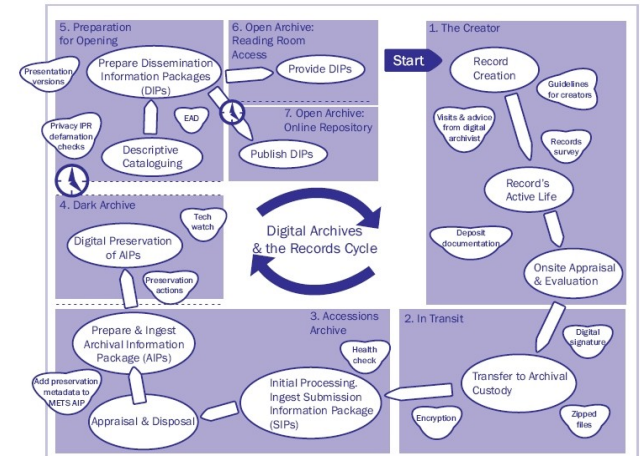 5. Preparation
for Opening
Presentation
versions
Prepare Dissemination
Information Packages
(DIPs)
Privacy IPR
defamation
checks
EAD
Descriptive
Cataloguing
6. Open Archive:
Reading Room
Access
Provide DIPs
7. Open Archive:
Online Repository
Publish DIPs
Start
1. The Creator
Record
Creation
Guidelines
for creators
Visits & advice
from digital
archivist
Records
survey
Record's
Active Life
Deposit
documentation
Onsite Appraisal
& Evaluation
4. Dark Archive
Tech
watch
Digital Preservation
of AIPs
Preservation
actions
Digital Archives
& the Records Cycle
2. In Transit
Digital
signature
Transfer to Archival
Custody
Encryption
Zipped
files
3. Accessions
Archive
Health
check
Initial Processing.
Ingest Submission
Information Package
(SIPs)
Prepare & Ingest
Archival Information
Package (AIPs)
Add preservation
metadata to
METS AIP
Appraisal & Disposal